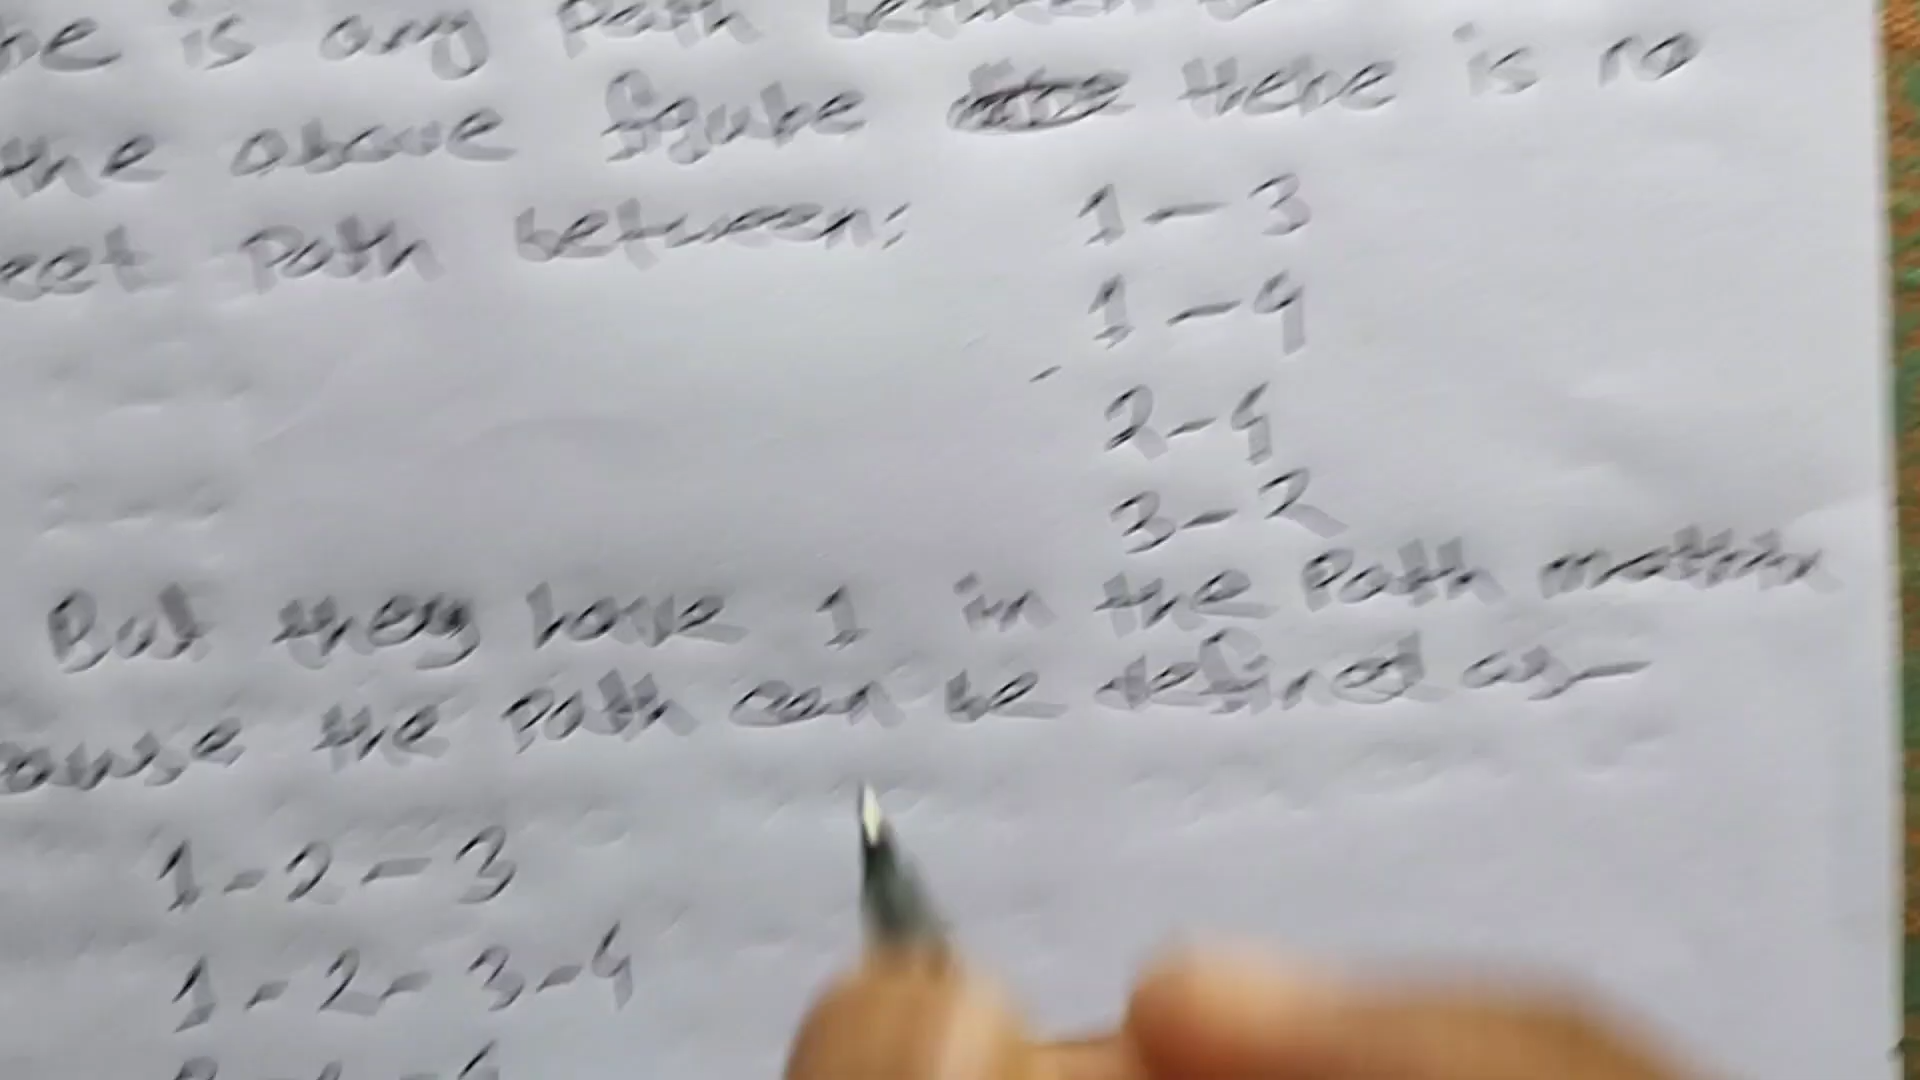 is any Path between
the above figure there is no
Path between: 1-3
1-4
2-4
3-2
But they have 1 in the Path matrix
the Path can be defined as-
1-2-3
1-2-3-4